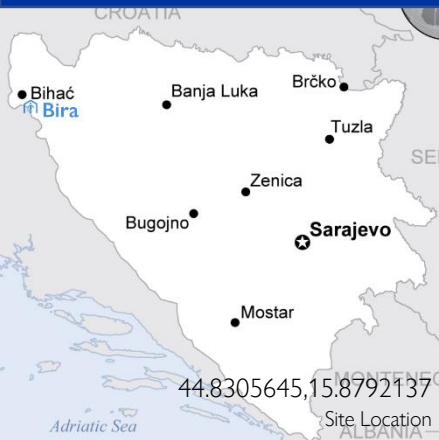 CROATIA
Bihać
Bira
Banja Luka
Brčko
Tuzla
SE
Zenica
Bugojno
Sarajevo
Mostar
44.8305645,15.8792137
MONTENEG
Site Location
Adriatic Sea
ALBANIA